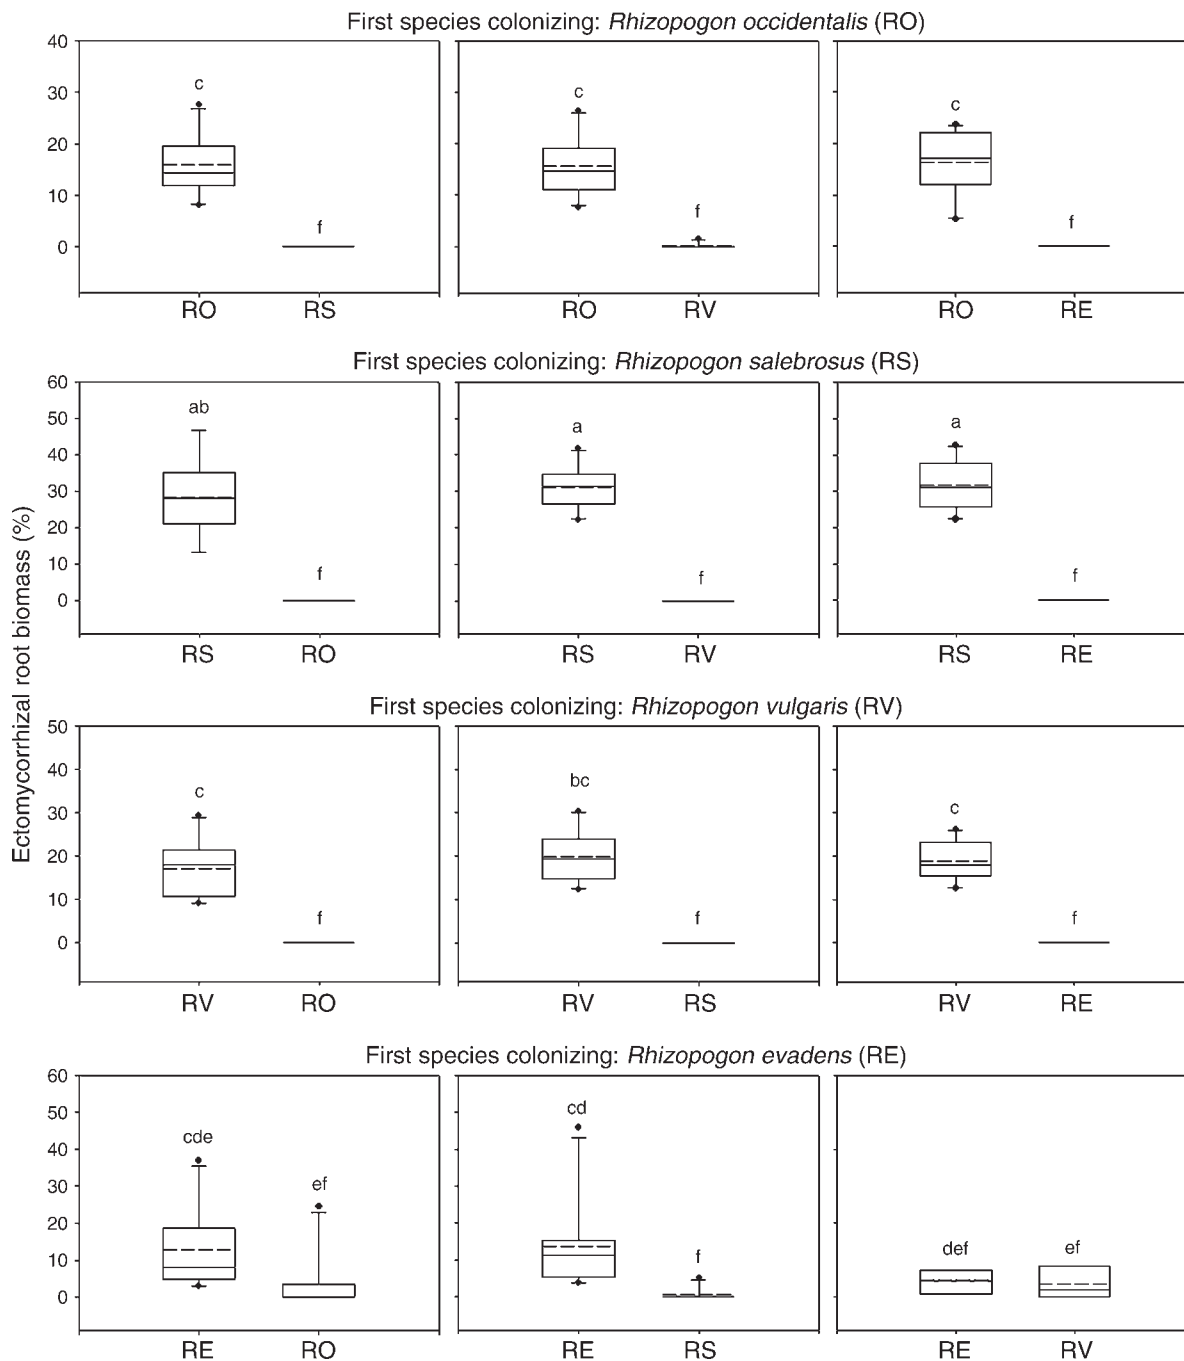 First species colonizing: Rhizopogon occidentalis (RO)
40
30
20
10
0
c
f
c
f
c
f
RO RS RO RV RO RE
First species colonizing: Rhizopogon salebrosus (RS)
60
50
40
30
20
10
0
ab
f
a
f
a
f
RS RO RS RV RS RE
Ectomycorrhizal root biomass (%)
First species colonizing: Rhizopogon vulgaris (RV)
50
40
30
20
10
0
c
f
bc
f
c
f
RV RO RV RS RV RE
First species colonizing: Rhizopogon evadens (RE)
60
50
40
30
20
10
0
cde
ef
cd
f
def
ef
RE RO RE RS RE RV